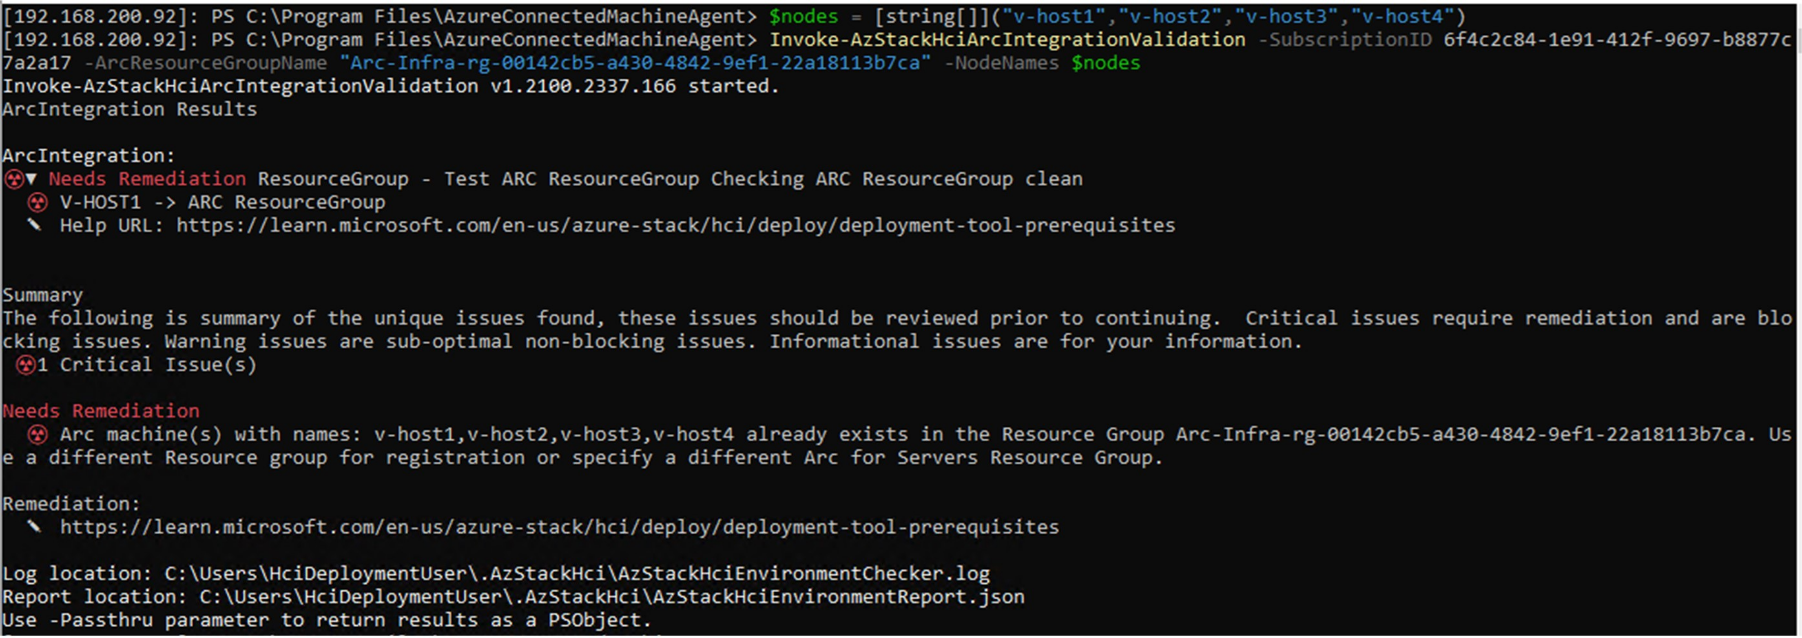 [192.168.200.92]: PS C:\Program Files\AzureConnectedMachineAgent> $nodes = [string[]]("v-host1","v-host2","v-host3","v-host4")
[192.168.200.92]: PS C:\Program Files\AzureConnectedMachineAgent> Invoke-AzStackHciArcIntegrationValidation -SubscriptionID 6f4c2c84-1e91-412f-9697-b8877c
7a2a17 -ArcResourceGroupName "Arc-Infra-rg-00142cb5-a430-4842-9ef1-22a18113b7ca" -NodeNames $nodes
Invoke-AzStackHciArcIntegrationValidation v1.2100.2337.166 started.
ArcIntegration Results
ArcIntegration:
Needs Remediation ResourceGroup - Test ARC ResourceGroup Checking ARC ResourceGroup clean
V-HOST1 -> ARC ResourceGroup
Help URL: https://learn.microsoft.com/en-us/azure-stack/hci/deploy/deployment-tool-prerequisites
Summary
The following is summary of the unique issues found, these issues should be reviewed prior to continuing.  Critical issues require remediation and are blo
cking issues. Warning issues are sub-optimal non-blocking issues. Informational issues are for your information.
1 Critical Issue(s)
Needs Remediation
Arc machine(s) with names: v-host1,v-host2,v-host3,v-host4 already exists in the Resource Group Arc-Infra-rg-00142cb5-a430-4842-9ef1-22a18113b7ca. Us
e a different Resource group for registration or specify a different Arc for Servers Resource Group.
Remediation:
https://learn.microsoft.com/en-us/azure-stack/hci/deploy/deployment-tool-prerequisites
Log location: C:\Users\HciDeploymentUser\.AzStackHci\AzStackHciEnvironmentChecker.log
Report location: C:\Users\HciDeploymentUser\.AzStackHci\AzStackHciEnvironmentReport.json
Use -Passthru parameter to return results as a PSObject.